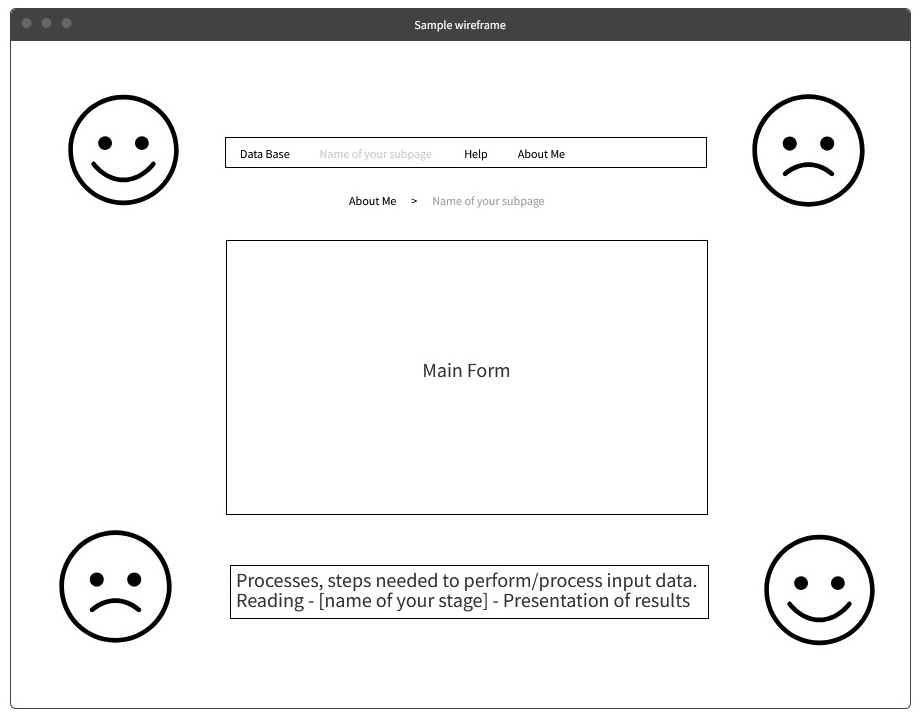 Sample wireframe
Data Base Name of your subpage Help About Me
About Me > Name of your subpage
Main Form
Processes, steps needed to perform/process input data.
Reading - [name of your stage] - Presentation of results